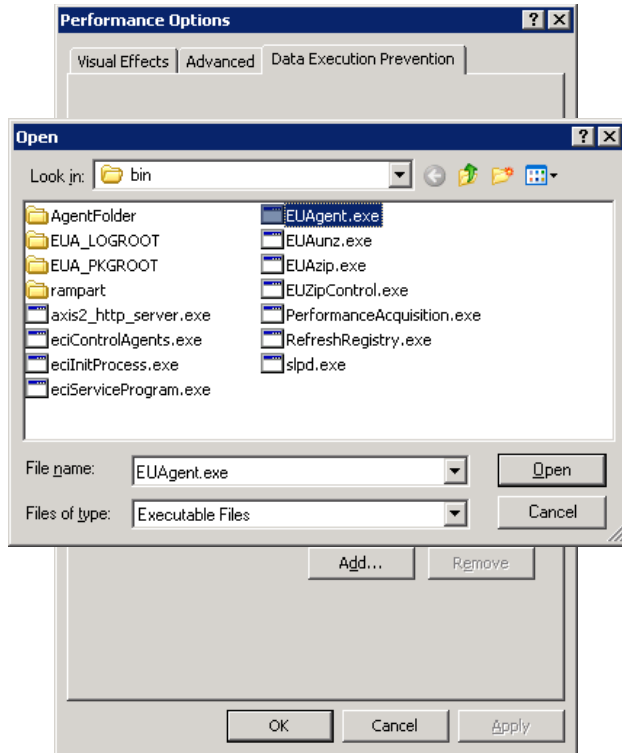 Performance Options
Visual Effects Advanced Data Execution Prevention
Open
Look in: bin
AgentFolder EUAgent.exe
EUA_LOGROOT EUAunz.exe
EUA_PKGROOT EUAzip.exe
rampart EUZipControl.exe
axis2_http_server.exe PerformanceAcquisition.exe
eciControlAgents.exe RefreshRegistry.exe
eciInitProcess.exe slpd.exe
eciServiceProgram.exe
File name: EUAgent.exe Open
Files of type: Executable Files Cancel
Add... Remove
OK Cancel Apply